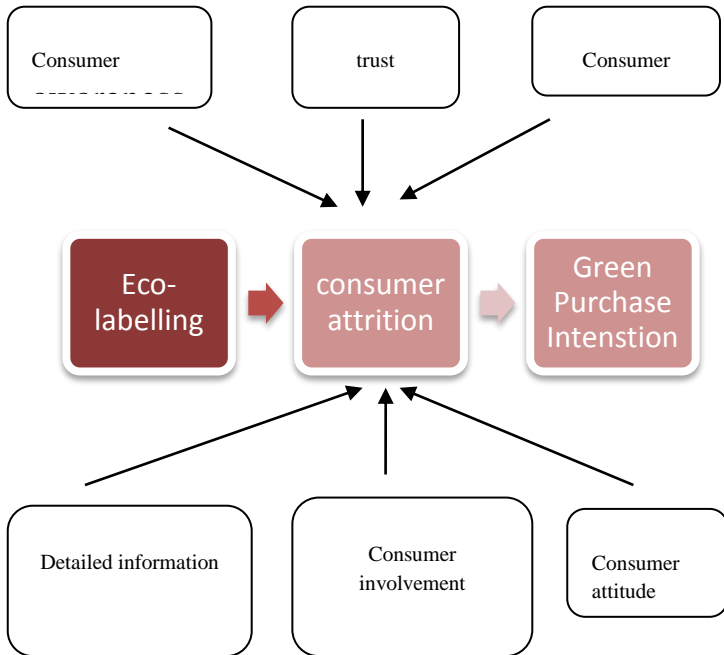 Consumer
trust
Consumer
Eco-
labelling
consumer
attrition
Green
Purchase
Intenstion
Detailed information
Consumer
involvement
Consumer
attitude